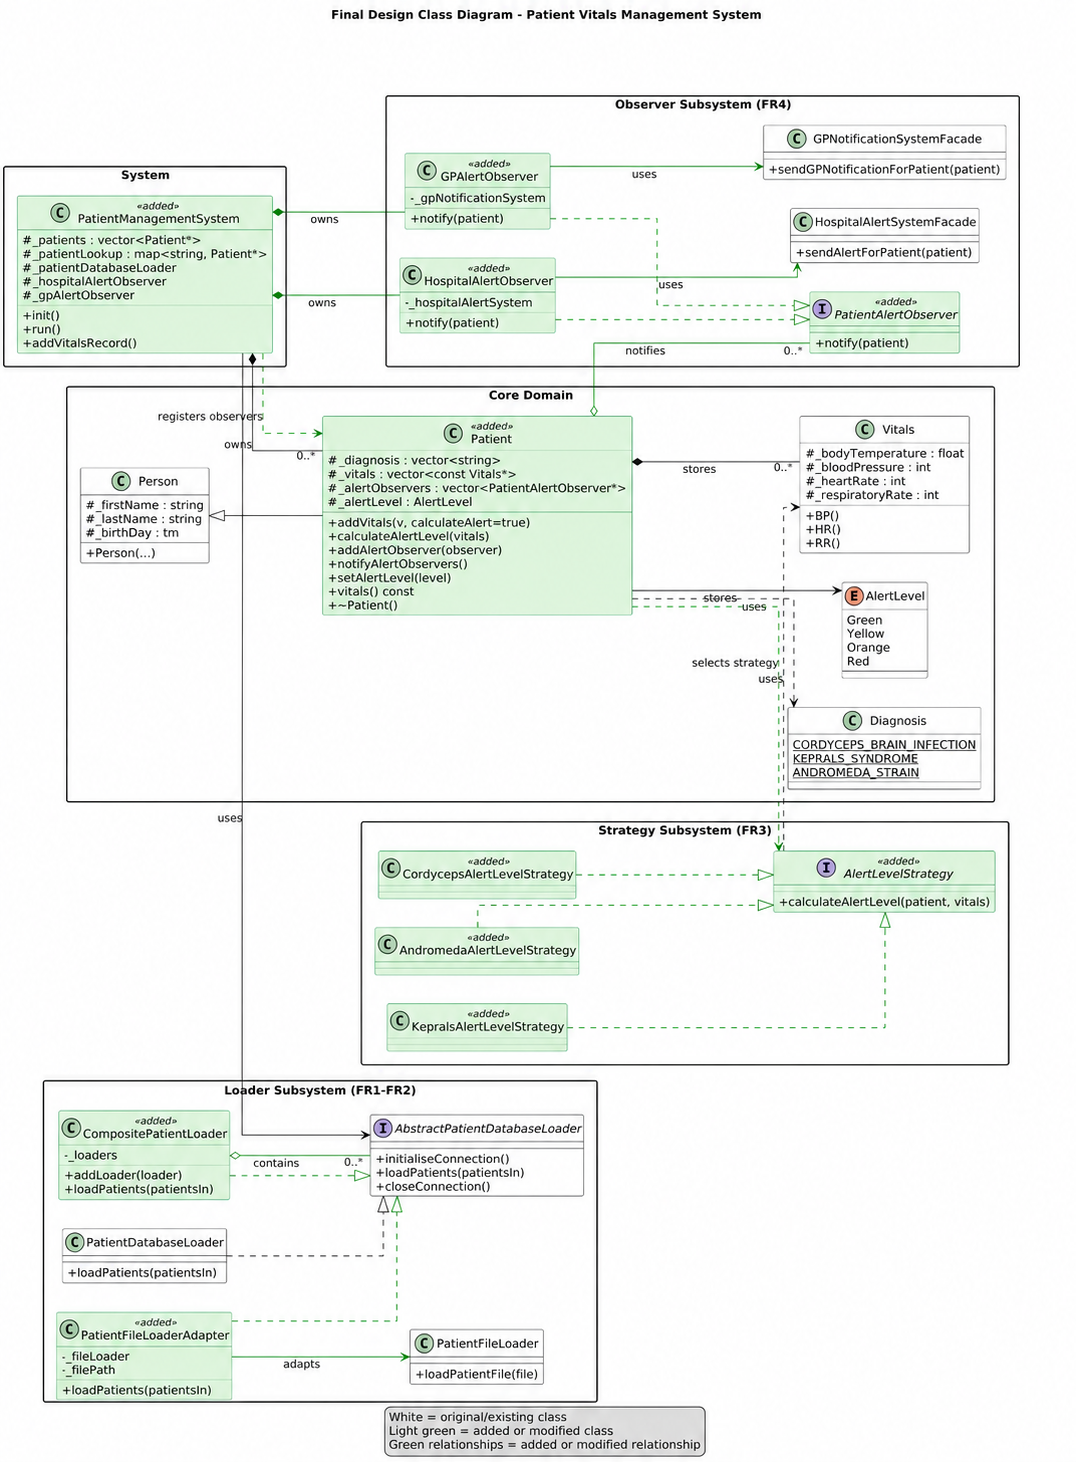 Final Design Class Diagram - Patient Vitals Management System
Observer Subsystem (FR4)
C
GPNotificationSystemFacade
+sendGPNotificationForPatient(patient)
«added»
C
GPAlertObserver
-_gpNotificationSystem
+notify(patient)
uses
System
«added»
C
PatientManagementSystem
#_patients : vector<Patient*>
#_patientLookup : map<string, Patient*>
#_patientDatabaseLoader
#_hospitalAlertObserver
#_gpAlertObserver
+init()
+run()
+addVitalsRecord()
owns
owns
C
HospitalAlertSystemFacade
+sendAlertForPatient(patient)
«added»
C
HospitalAlertObserver
-_hospitalAlertSystem
+notify(patient)
uses
«added»
I
PatientAlertObserver
+notify(patient)
notifies
0..*
Core Domain
registers observers
owns
0..*
«added»
C
Patient
# _diagnosis : vector<string>
# _vitals : vector<const Vitals*>
# _alertObservers : vector<PatientAlertObserver*>
# _alertLevel : AlertLevel
+addVitals(v, calculateAlert=true)
+calculateAlertLevel(vitals)
+addAlertObserver(observer)
+notifyAlertObservers()
+setAlertLevel(level)
+vitals() const
+~Patient()
C
Vitals
#_bodyTemperature : float
#_bloodPressure : int
#_heartRate : int
#_respiratoryRate : int
+BP()
+HR()
+RR()
stores
0..*
C
Person
# _firstName : string
# _lastName : string
# _birthDay : tm
+Person(...)
E
AlertLevel
Green
Yellow
Orange
Red
stores
uses
selects strategy
uses
C
Diagnosis
CORDYCEPS_BRAIN_INFECTION
KEPRALS_SYNDROME
ANDROMEDA_STRAIN
uses
Strategy Subsystem (FR3)
«added»
C
CordycepsAlertLevelStrategy
«added»
I
AlertLevelStrategy
+calculateAlertLevel(patient, vitals)
«added»
C
AndromedaAlertLevelStrategy
«added»
C
KepralsAlertLevelStrategy
Loader Subsystem (FR1-FR2)
«added»
C
CompositePatientLoader
-_loaders
+addLoader(loader)
+loadPatients(patientsIn)
contains
0..*
I
AbstractPatientDatabaseLoader
+initialiseConnection()
+loadPatients(patientsIn)
+closeConnection()
C
PatientDatabaseLoader
+loadPatients(patientsIn)
«added»
C
PatientFileLoaderAdapter
-_fileLoader
-_filePath
+loadPatients(patientsIn)
adapts
C
PatientFileLoader
+loadPatientFile(file)
White = original/existing class
Light green = added or modified class
Green relationships = added or modified relationship